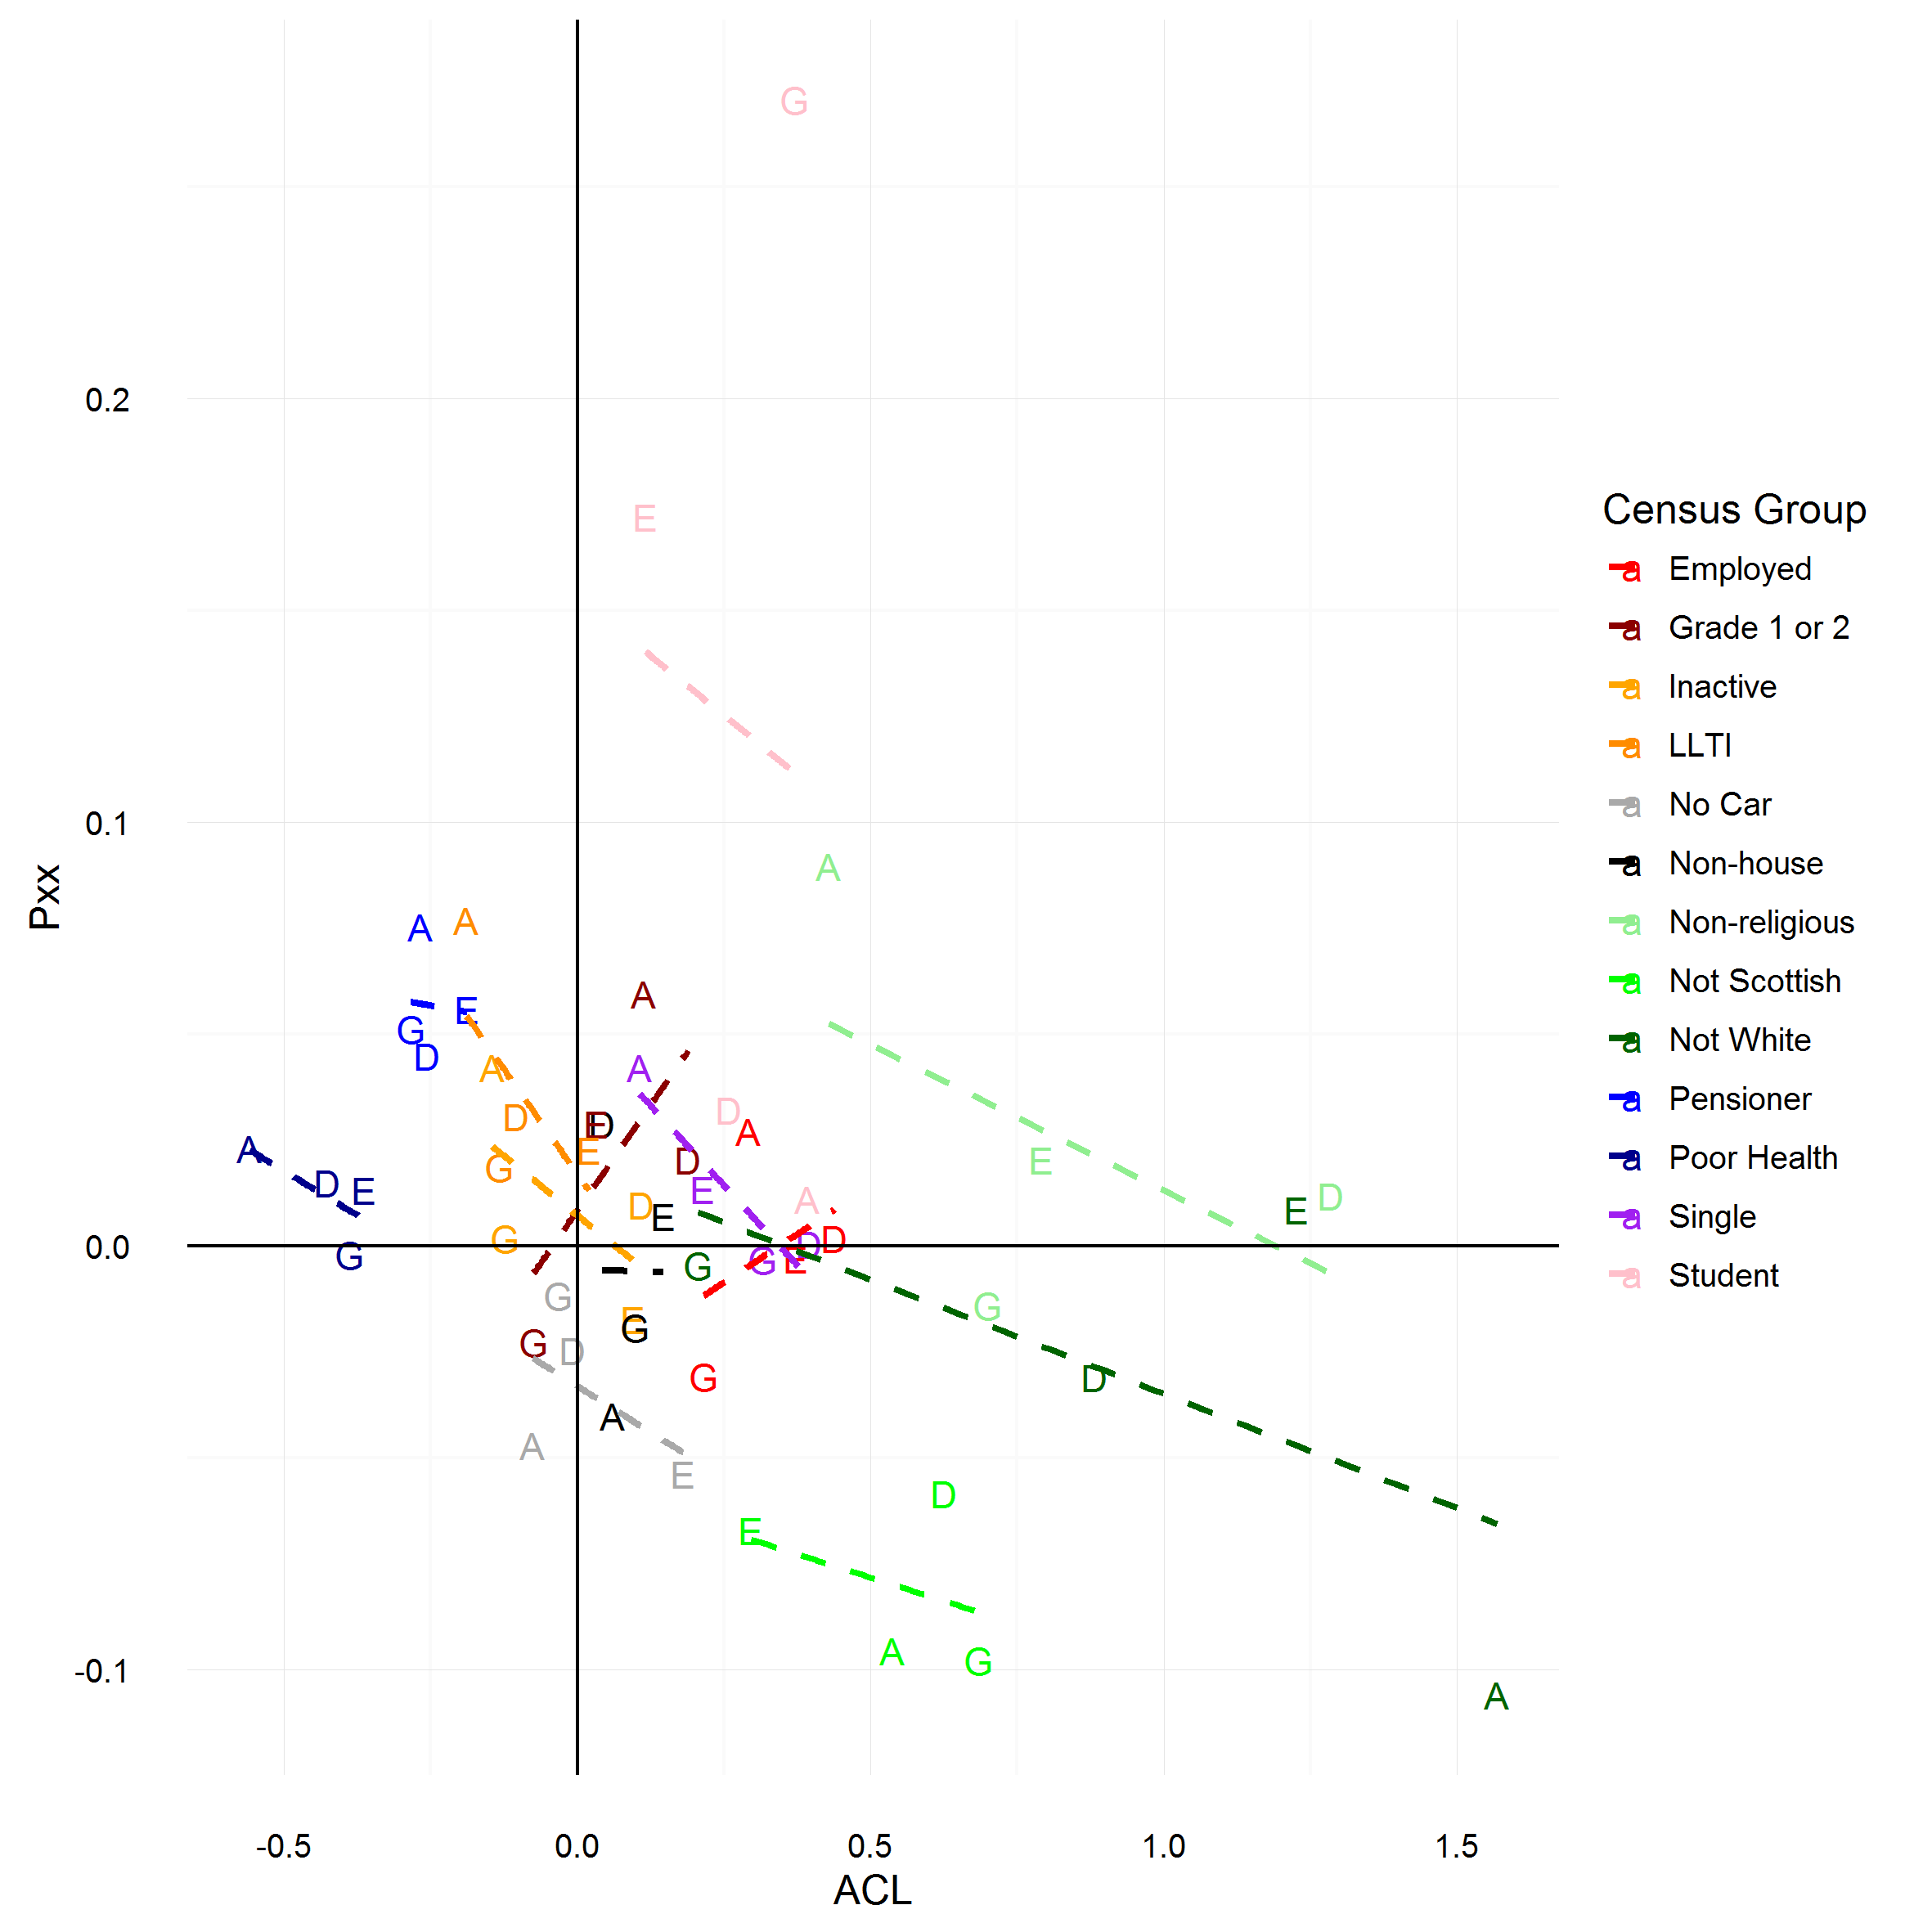 G
E
0.2
0.1
A
A
A
E
G
D
A
A
A
A
D
D
A
E
D
E
D
A
D
E
D
E
G
E
G
A
E
D
E
D
A
E
D
0.0
G
G
D
D
E
G
G
G
G
E
G
G
D
G
D
A
A
E
D
E
A
G
-0.1
A
-0.5
0.0
0.5
1.0
1.5
ACL
Pxx
Census Group
a Employed
a Grade 1 or 2
a Inactive
a LLTI
a No Car
a Non-house
a Non-religious
a Not Scottish
a Not White
a Pensioner
a Poor Health
a Single
a Student